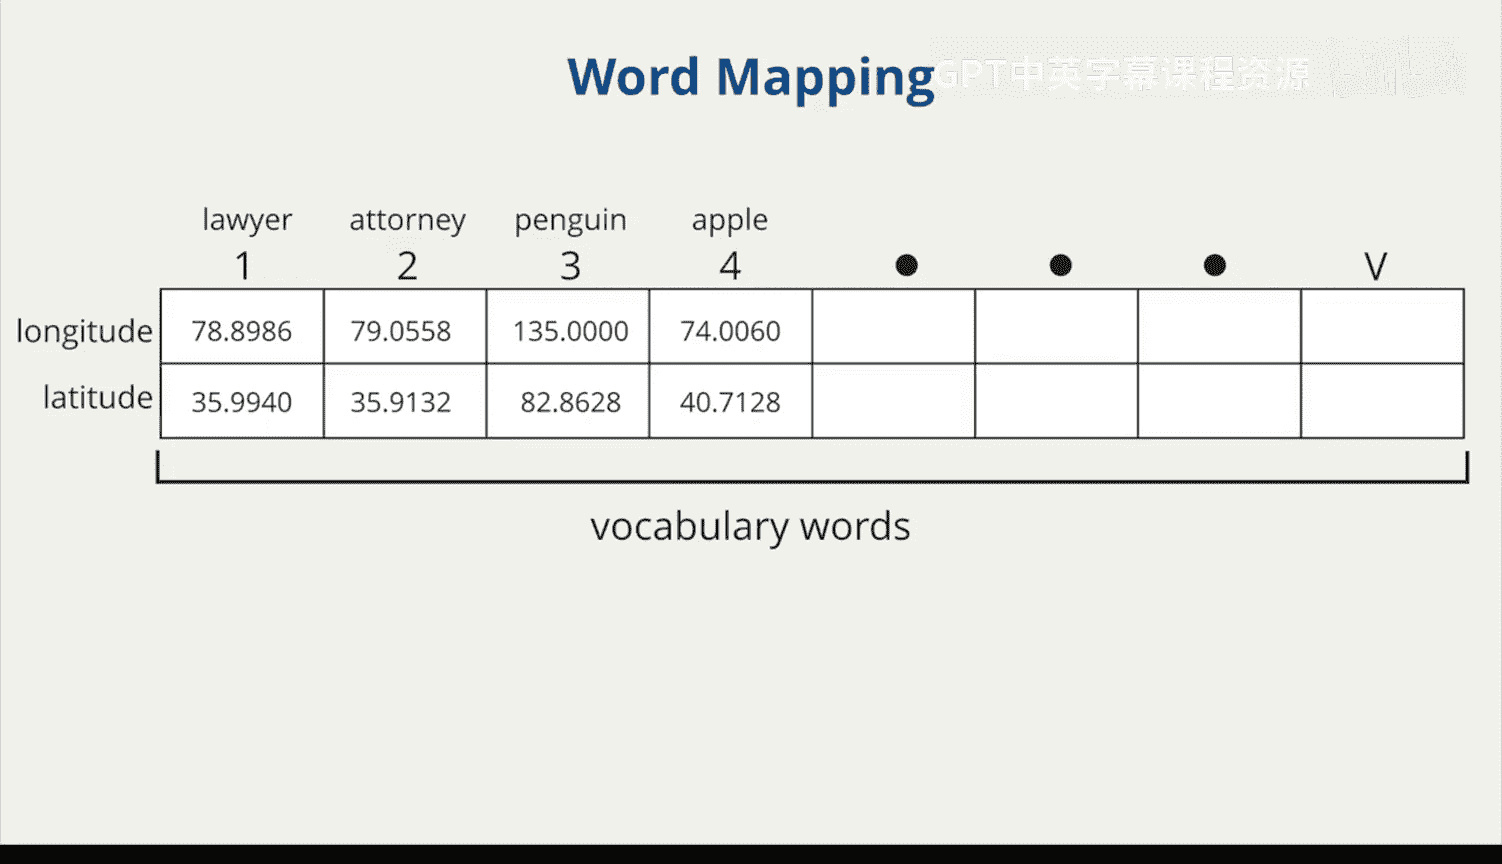 Word Mapping
GPT中英字幕课程资源
lawyer attorney penguin apple
1 2 3 4 ● ● ● V
longitude 78.8986 79.0558 135.0000 74.0060
latitude 35.9940 35.9132 82.8628 40.7128
vocabulary words